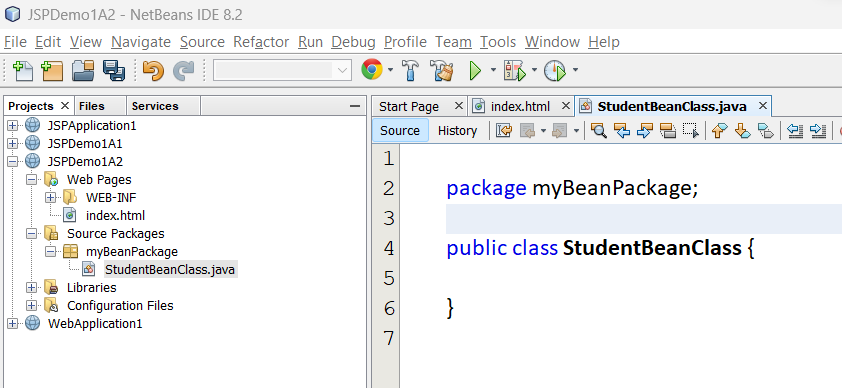 JSPDemo1A2 - NetBeans IDE 8.2
File Edit View Navigate Source Refactor Run Debug Profile Team Tools Window Help
Projects Files Services
JSPApplication1
JSPDemo1A1
JSPDemo1A2
Web Pages
WEB-INF
index.html
Source Packages
myBeanPackage
StudentBeanClass.java
Libraries
Configuration Files
WebApplication1
Start Page index.html StudentBeanClass.java
Source History
1
2 package myBeanPackage;
3
4 public class StudentBeanClass {
5
6 }
7